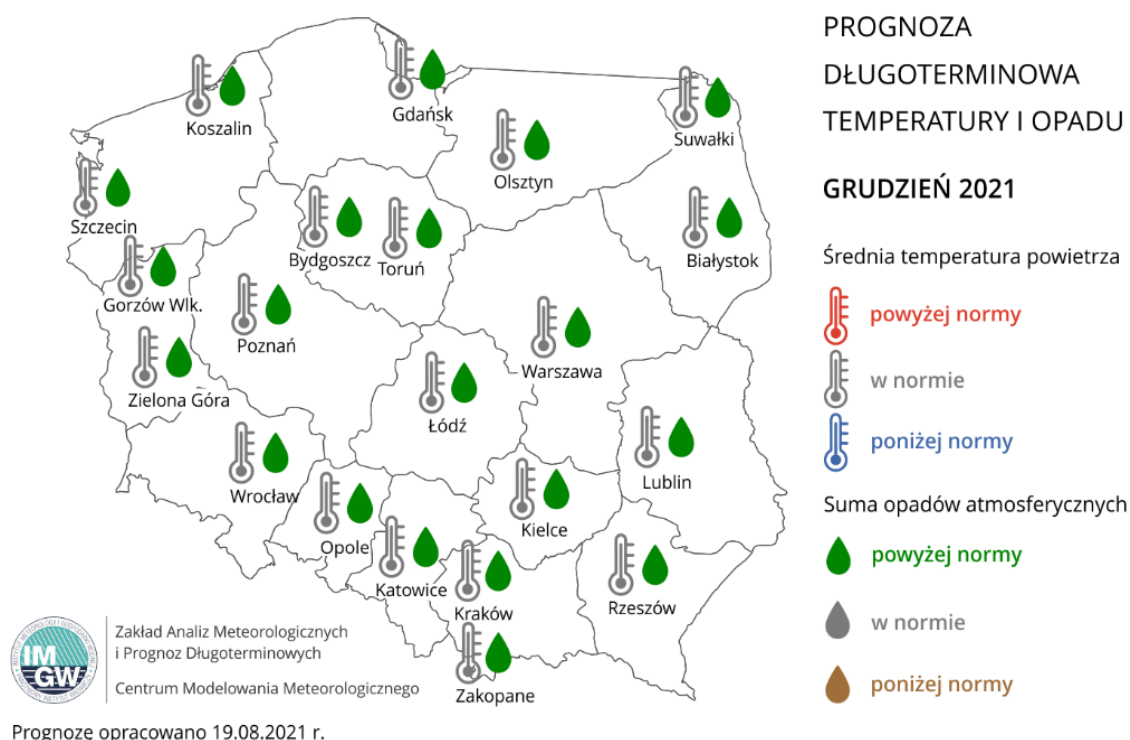 PROGNOZA
DŁUGOTERMINOWA
TEMPERATURY I OPADU
GRUDZIEŃ 2021
Średnia temperatura powietrza
powyżej normy
w normie
poniżej normy
Suma opadów atmosferycznych
powyżej normy
w normie
poniżej normy
Koszalin
Gdańsk
Suwałki
Olsztyn
Szczecin
Bydgoszcz
Toruń
Białystok
Gorzów Wlk.
Poznań
Warszawa
Zielona Góra
Łódź
Lublin
Wrocław
Kielce
Opole
Katowice
Kraków
Rzeszów
Zakopane
IM
GW
Zakład Analiz Meteorologicznych
i Prognoz Długoterminowych
Centrum Modelowania Meteorologicznego
Prognozę opracowano 19.08.2021 r.